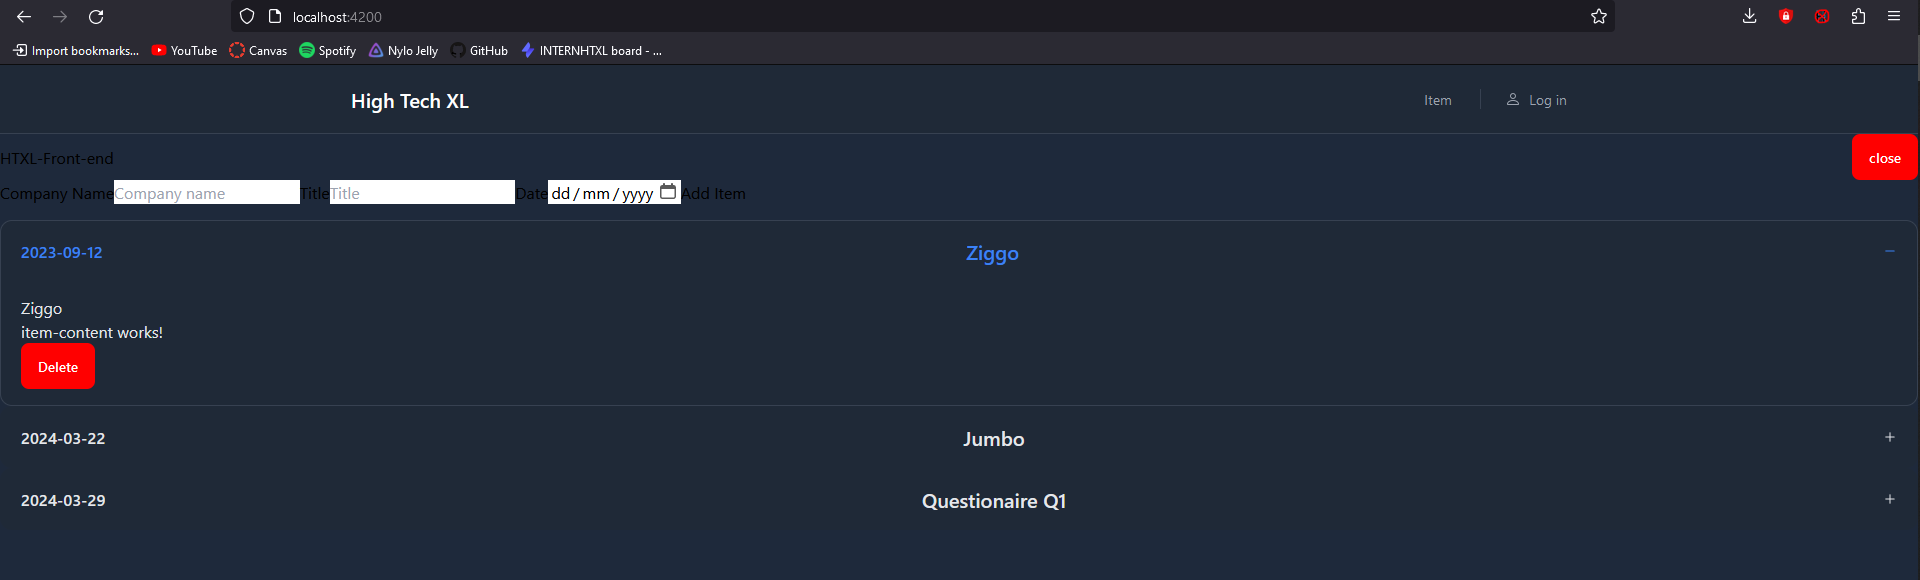 localhost:4200
Import bookmarks... YouTube Canvas Spotify Nylo Jelly GitHub INTERNHTXL board - ...
High Tech XL Item Log in
close
HTXL-Front-end
Company Name Company name Title Title Date dd / mm / yyyy Add Item
2023-09-12 Ziggo −
Ziggo
item-content works!
Delete
2024-03-22 Jumbo +
2024-03-29 Questionaire Q1 +